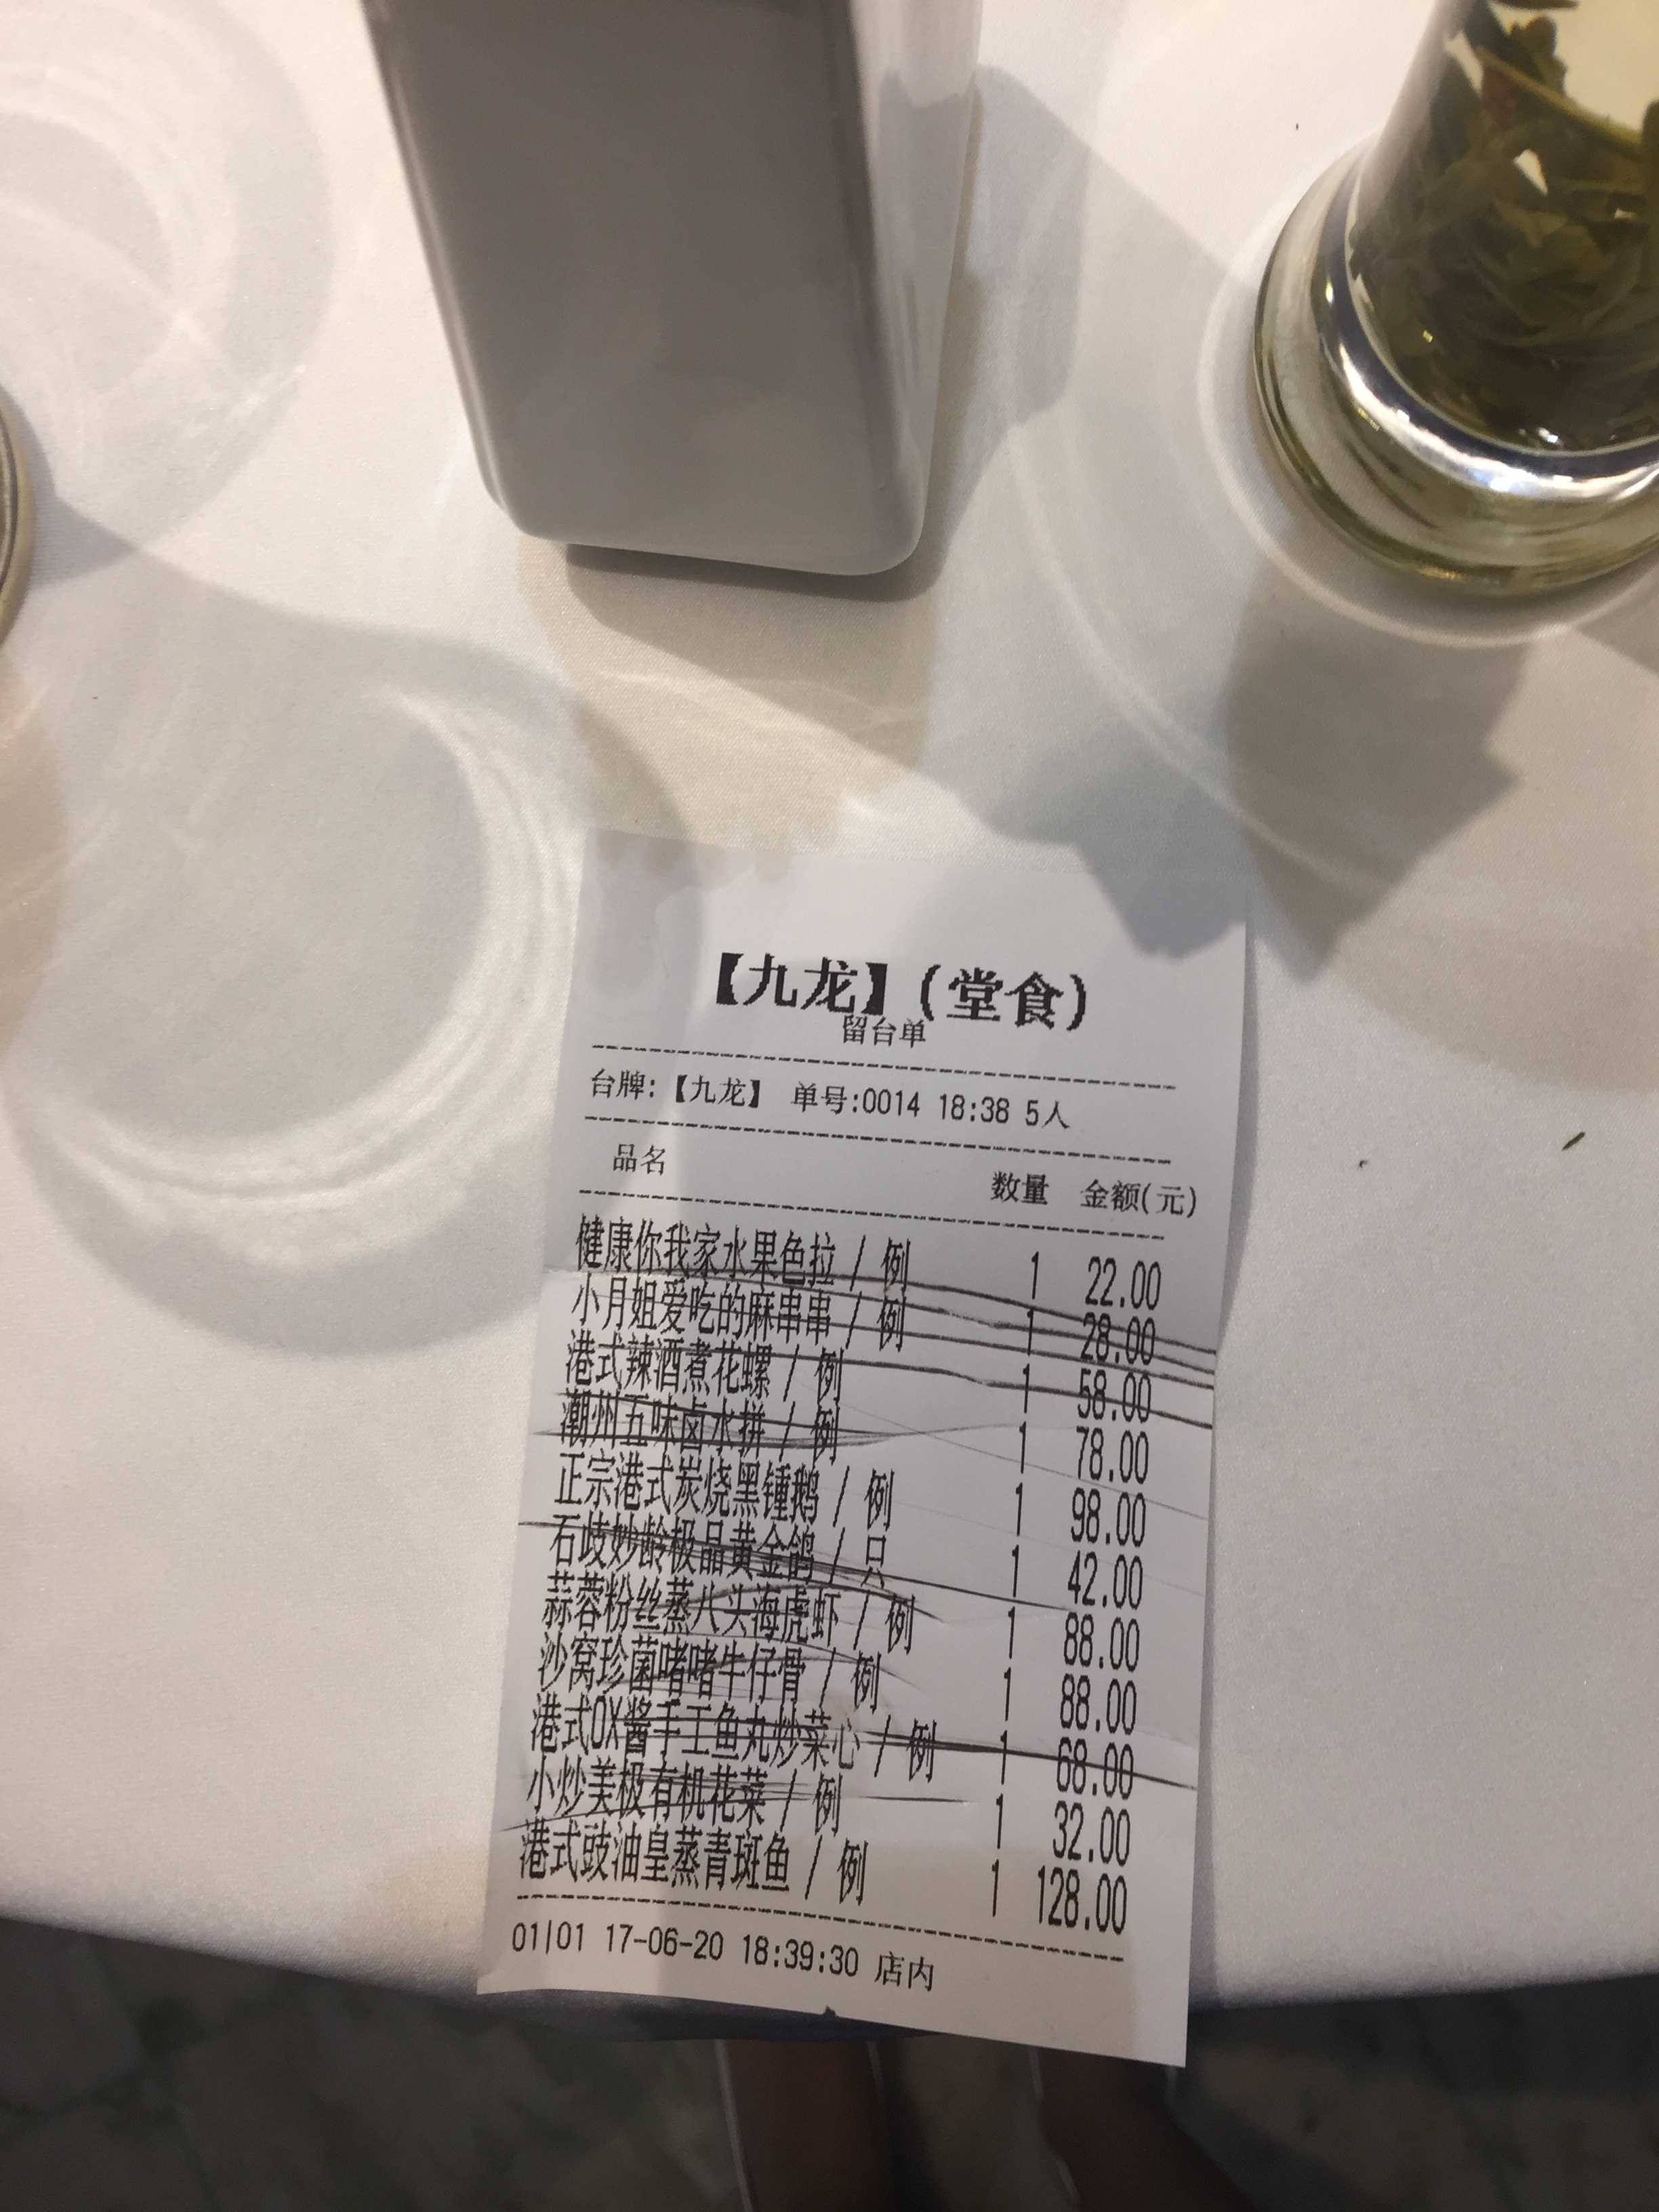 【九龙】(堂食)
留台单
台牌:【九龙】 单号:0014 18:38 5人
品名 数量 金额(元)
健康你我家水果色拉 / 例 1 22.00
小月姐爱吃的麻串串 / 例 1 28.00
港式辣酒煮花螺 / 例 1 58.00
潮州五味卤水拼 / 例 1 78.00
正宗港式炭烧黑锺鹅 / 例 1 98.00
石歧妙龄极品黄金鸽 / 只 1 42.00
蒜蓉粉丝蒸八头海虎虾 / 例 1 88.00
沙窝珍菌啫啫牛仔骨 / 例 1 88.00
港式OX酱手工鱼丸炒菜心 / 例 1 68.00
小炒美极有机花菜 / 例 1 32.00
港式豉油皇蒸青斑鱼 / 例 1 128.00
01|01 17-06-20 18:39:30 店内